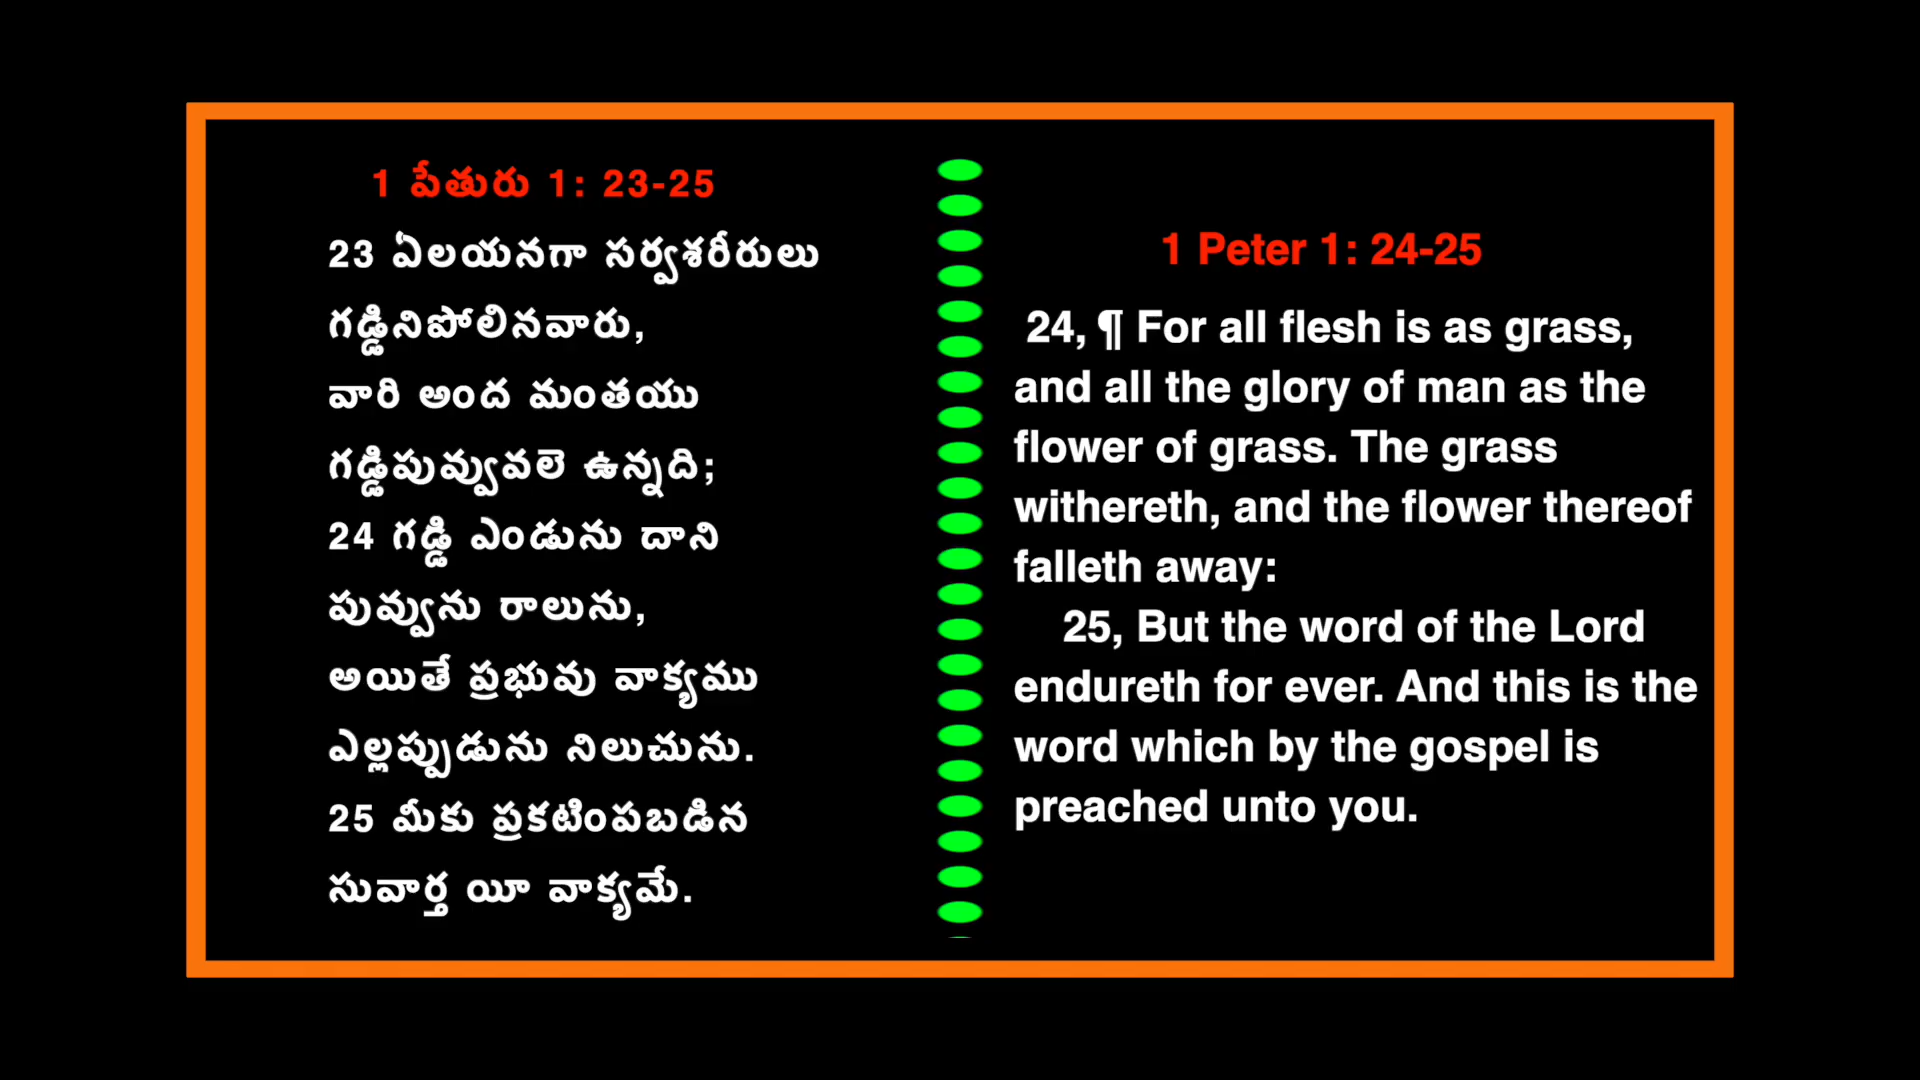 1 పేతురు 1: 23-25
23 ఏలయనగా సర్వశరీరులు
గడ్డినిపోలినవారు,
వారి అంద మంతయు
గడ్డిపువ్వువలె ఉన్నది;
24 గడ్డి ఎండును దాని
పువ్వును రాలును,
అయితే ప్రభువు వాక్యము
ఎల్లప్పుడును నిలుచును.
25 మీకు ప్రకటింపబడిన
సువార్త యీ వాక్యమే.
1 Peter 1: 24-25
24, ¶ For all flesh is as grass,
and all the glory of man as the
flower of grass. The grass
withereth, and the flower thereof
falleth away:
25, But the word of the Lord
endureth for ever. And this is the
word which by the gospel is
preached unto you.